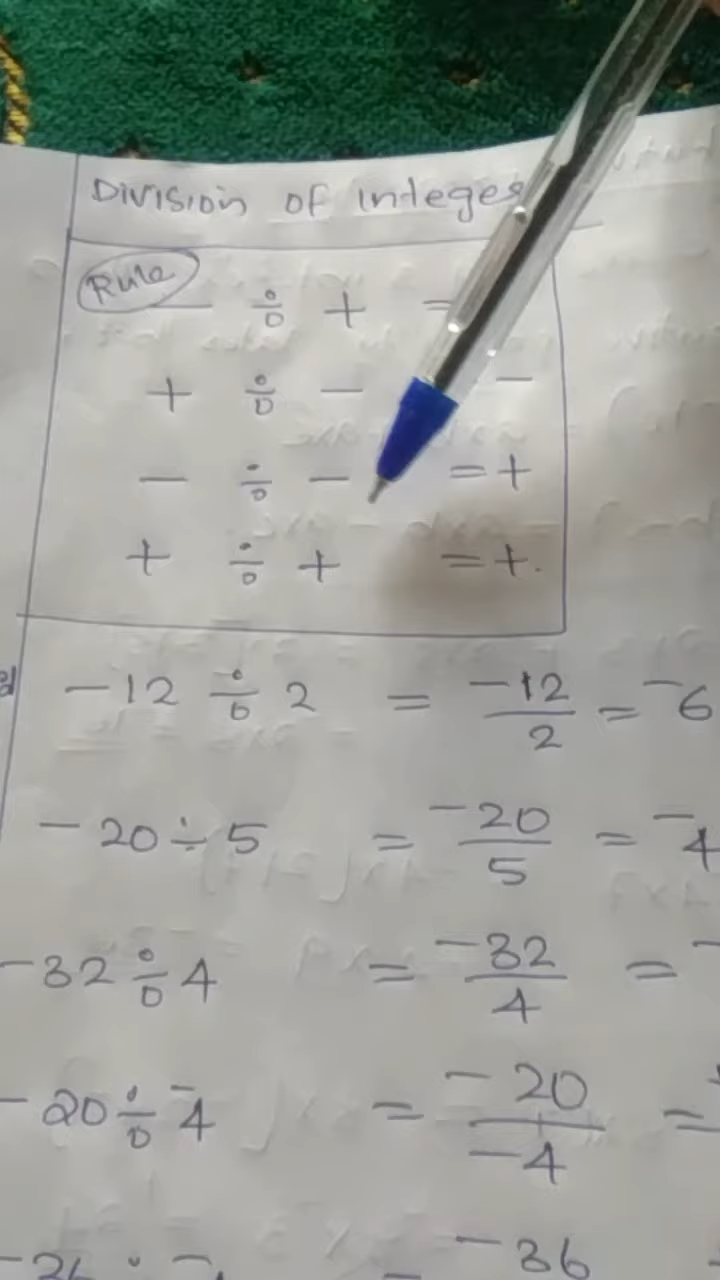 Division of integes
Rule
− ÷ + =
+ ÷ − −
− ÷ − = +
+ ÷ + = +.
−12 ÷ 2 = −12/2 = −6
−20 ÷ 5 = −20/5 = −4
−32 ÷ 4 = −32/4 = −
−20 ÷ −4 = −20/−4 =
−36